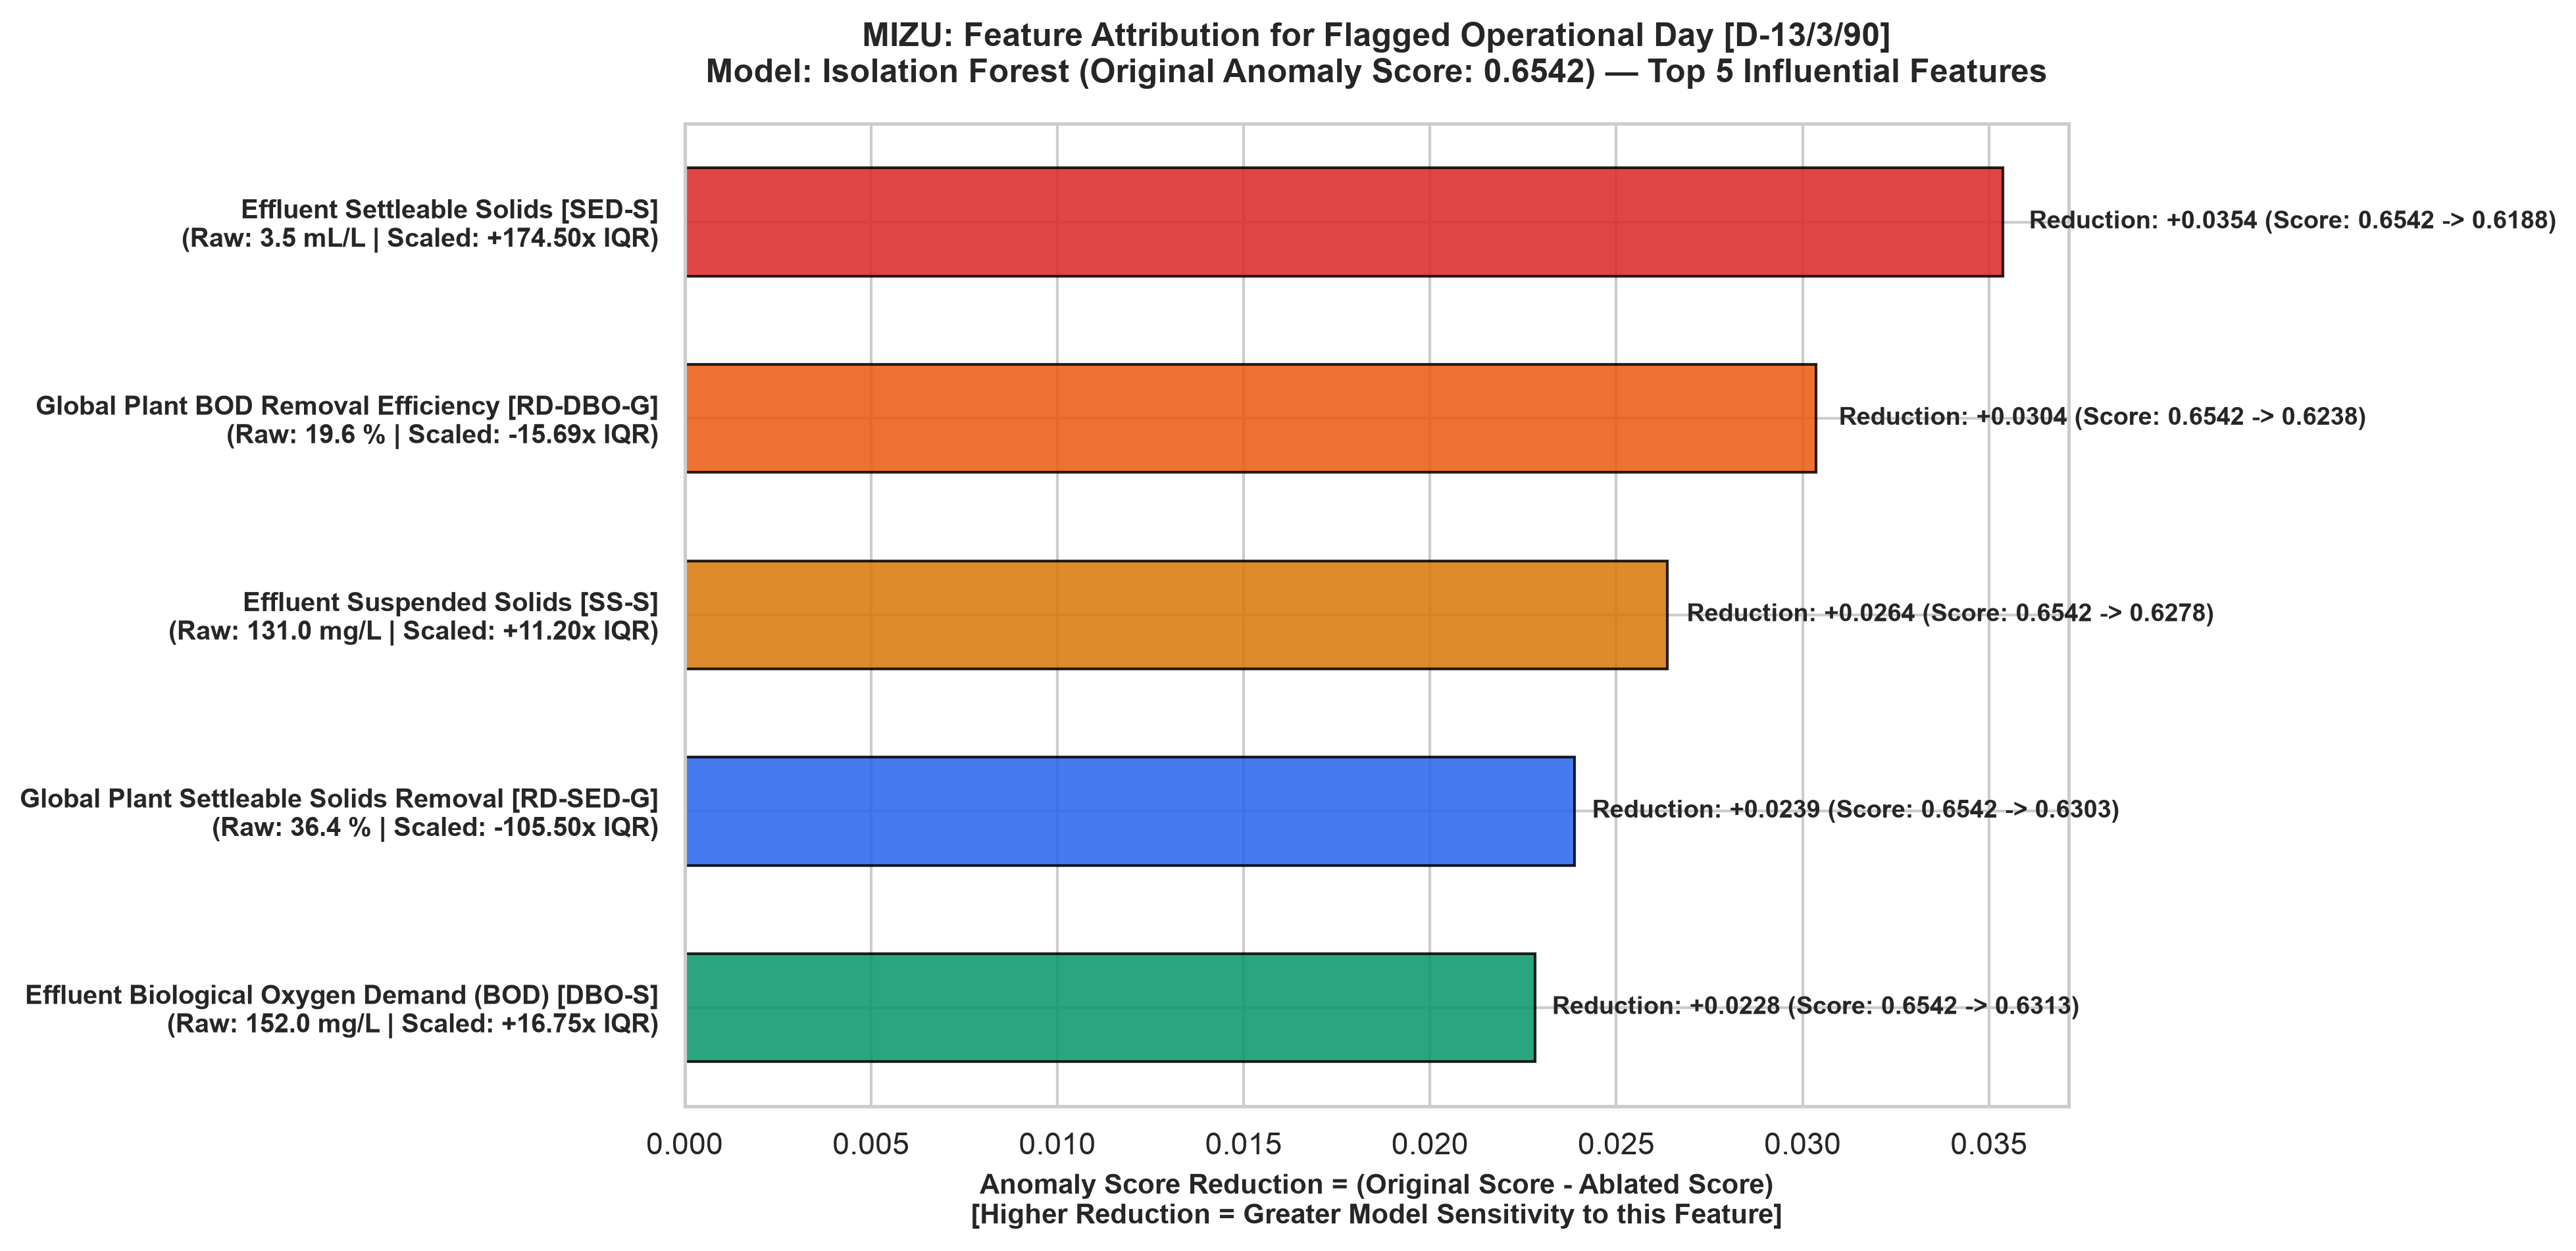 MIZU: Feature Attribution for Flagged Operational Day [D-13/3/90]
Model: Isolation Forest (Original Anomaly Score: 0.6542) — Top 5 Influential Features
Effluent Settleable Solids [SED-S]
(Raw: 3.5 mL/L | Scaled: +174.50x IQR)
Reduction: +0.0354 (Score: 0.6542 -> 0.6188)
Global Plant BOD Removal Efficiency [RD-DBO-G]
(Raw: 19.6 % | Scaled: -15.69x IQR)
Reduction: +0.0304 (Score: 0.6542 -> 0.6238)
Effluent Suspended Solids [SS-S]
(Raw: 131.0 mg/L | Scaled: +11.20x IQR)
Reduction: +0.0264 (Score: 0.6542 -> 0.6278)
Global Plant Settleable Solids Removal [RD-SED-G]
(Raw: 36.4 % | Scaled: -105.50x IQR)
Reduction: +0.0239 (Score: 0.6542 -> 0.6303)
Effluent Biological Oxygen Demand (BOD) [DBO-S]
(Raw: 152.0 mg/L | Scaled: +16.75x IQR)
Reduction: +0.0228 (Score: 0.6542 -> 0.6313)
0.000 0.005 0.010 0.015 0.020 0.025 0.030 0.035
Anomaly Score Reduction = (Original Score - Ablated Score)
[Higher Reduction = Greater Model Sensitivity to this Feature]